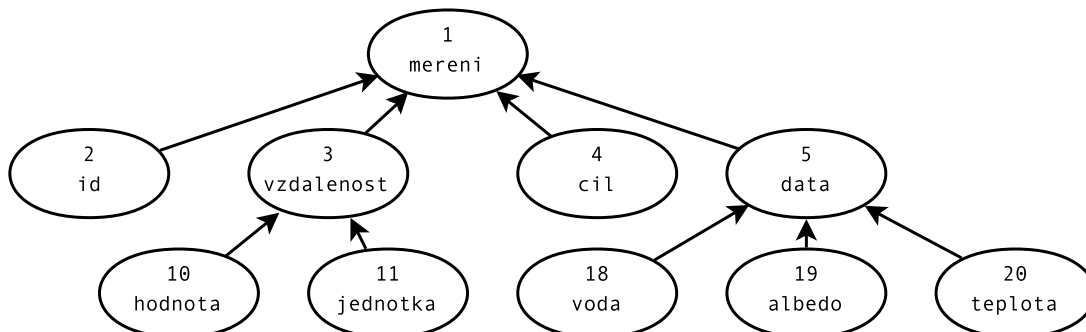 1
mereni
2
id
3
vzdalenost
4
cil
5
data
10
hodnota
11
jednotka
18
voda
19
albedo
20
teplota